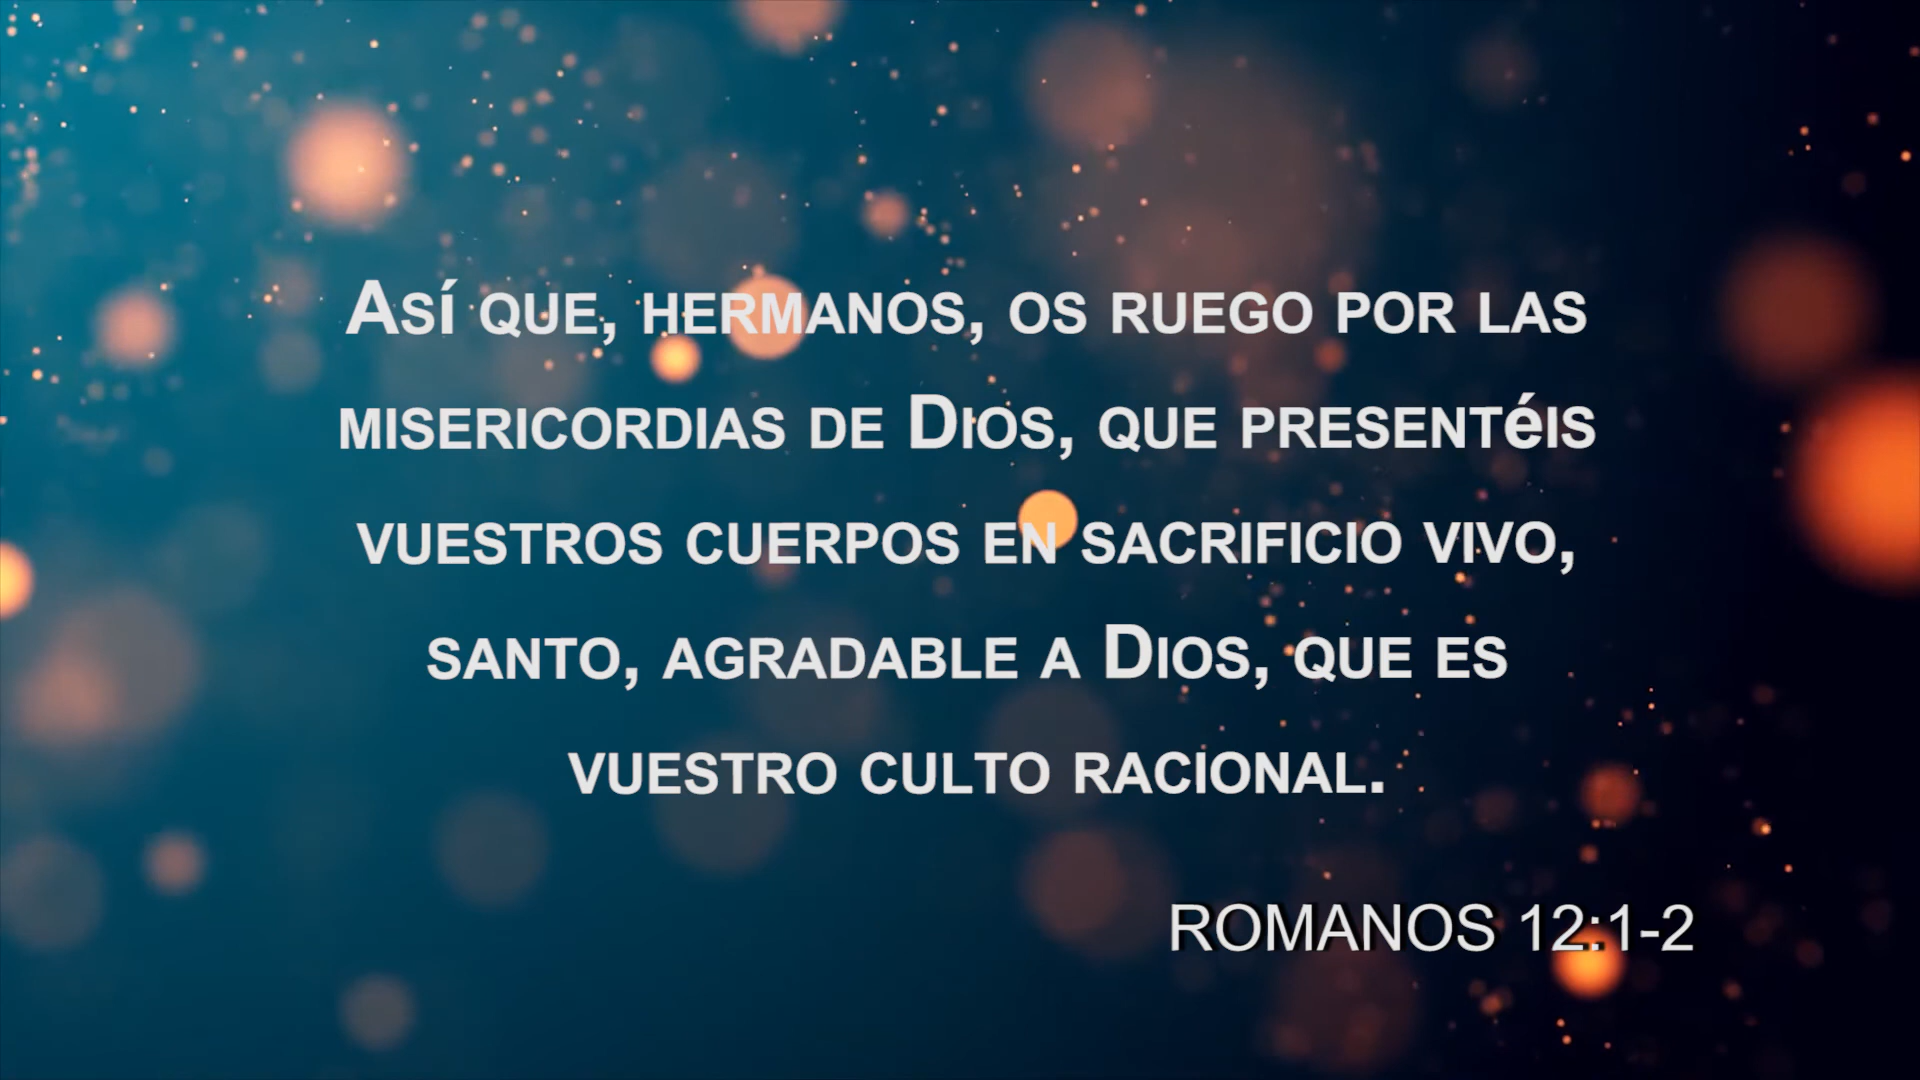 Así que, hermanos, os ruego por las
misericordias de Dios, que presentéis
vuestros cuerpos en sacrificio vivo,
santo, agradable a Dios, que es
vuestro culto racional.
ROMANOS 12:1-2